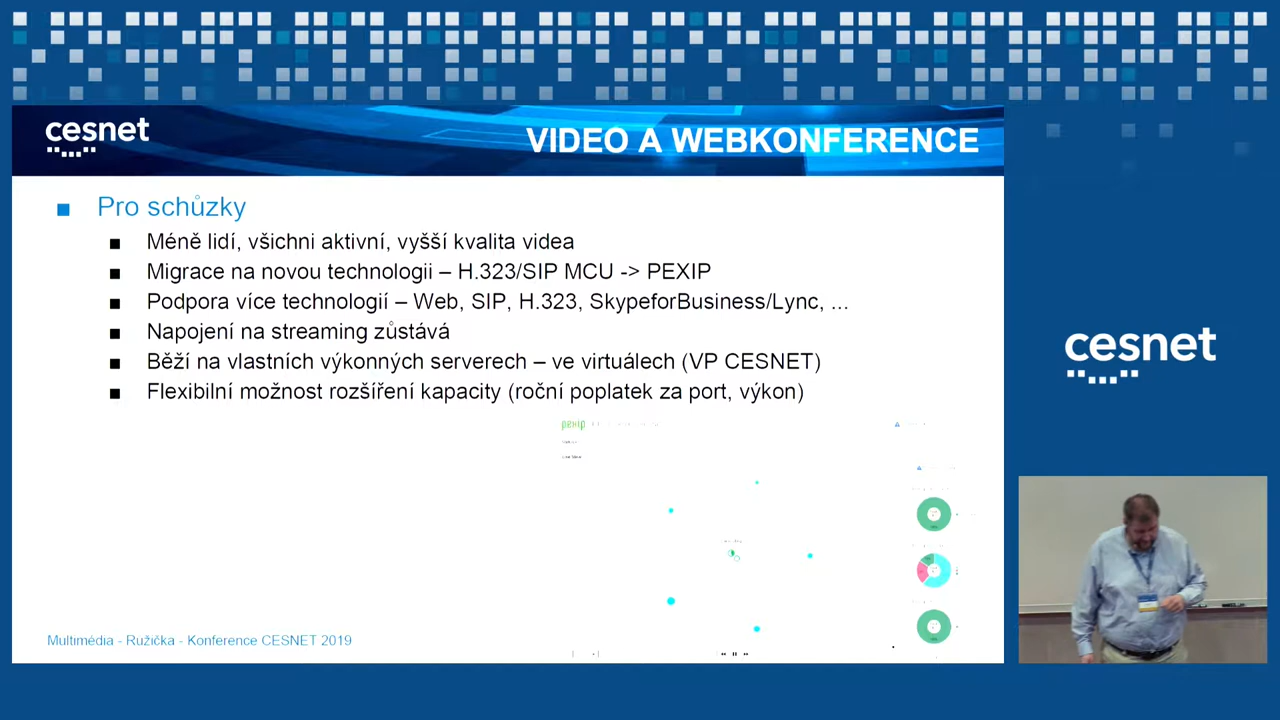 cesnet
VIDEO A WEBKONFERENCE
Pro schůzky
Méně lidí, všichni aktivní, vyšší kvalita videa
Migrace na novou technologii – H.323/SIP MCU -> PEXIP
Podpora více technologií – Web, SIP, H.323, SkypeforBusiness/Lync, ...
Napojení na streaming zůstává
Běží na vlastních výkonných serverech – ve virtuálech (VP CESNET)
Flexibilní možnost rozšíření kapacity (roční poplatek za port, výkon)
pexip
Multimédia - Ružička - Konference CESNET 2019
cesnet